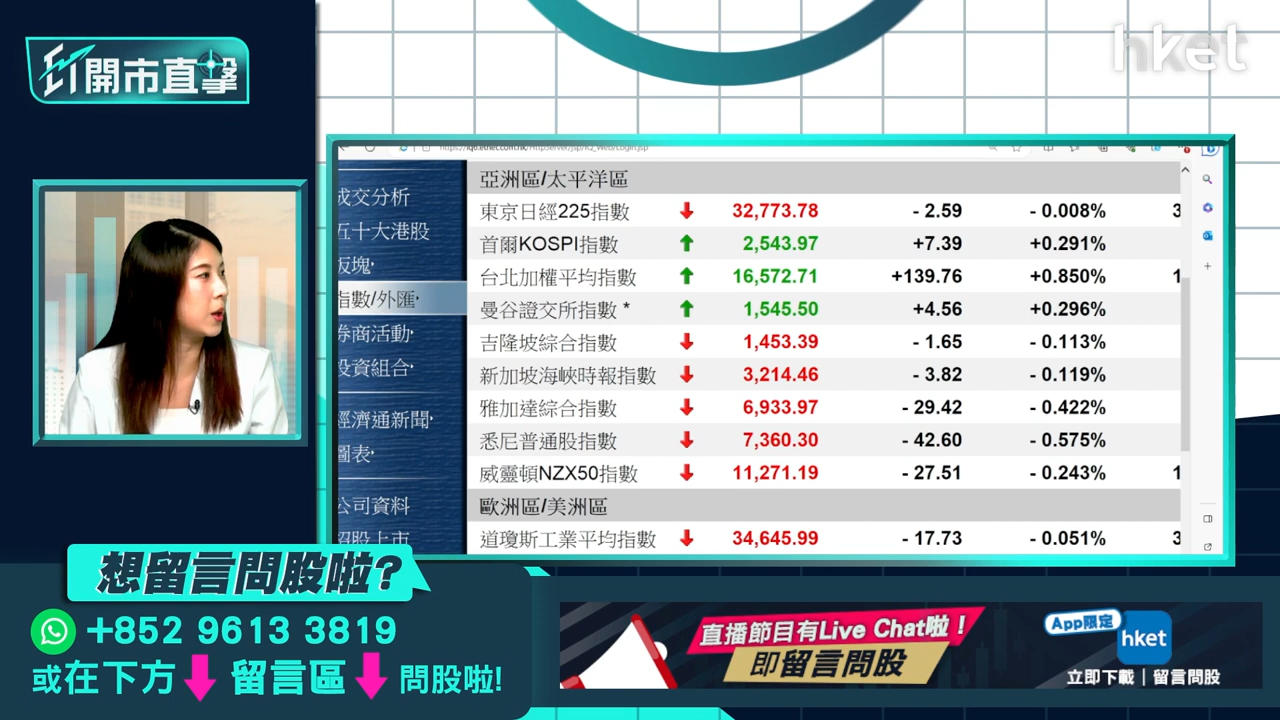 開市直擊
hket
成交分析
五十大港股
板塊
指數/外匯
券商活動
投資組合
經濟通新聞
圖表
公司資料
招股上市
亞洲區/太平洋區
東京日經225指數 32,773.78 - 2.59 - 0.008% 3
首爾KOSPI指數 2,543.97 +7.39 +0.291%
台北加權平均指數 16,572.71 +139.76 +0.850% 1
曼谷證交所指數 * 1,545.50 +4.56 +0.296%
吉隆坡綜合指數 1,453.39 - 1.65 - 0.113%
新加坡海峽時報指數 3,214.46 - 3.82 - 0.119%
雅加達綜合指數 6,933.97 - 29.42 - 0.422%
悉尼普通股指數 7,360.30 - 42.60 - 0.575%
威靈頓NZX50指數 11,271.19 - 27.51 - 0.243% 1
歐洲區/美洲區
道瓊斯工業平均指數 34,645.99 - 17.73 - 0.051% 3
想留言問股啦?
+852 9613 3819
或在下方 留言區 問股啦!
直播節目有Live Chat啦！
即留言問股
App限定
hket
立即下載 | 留言問股